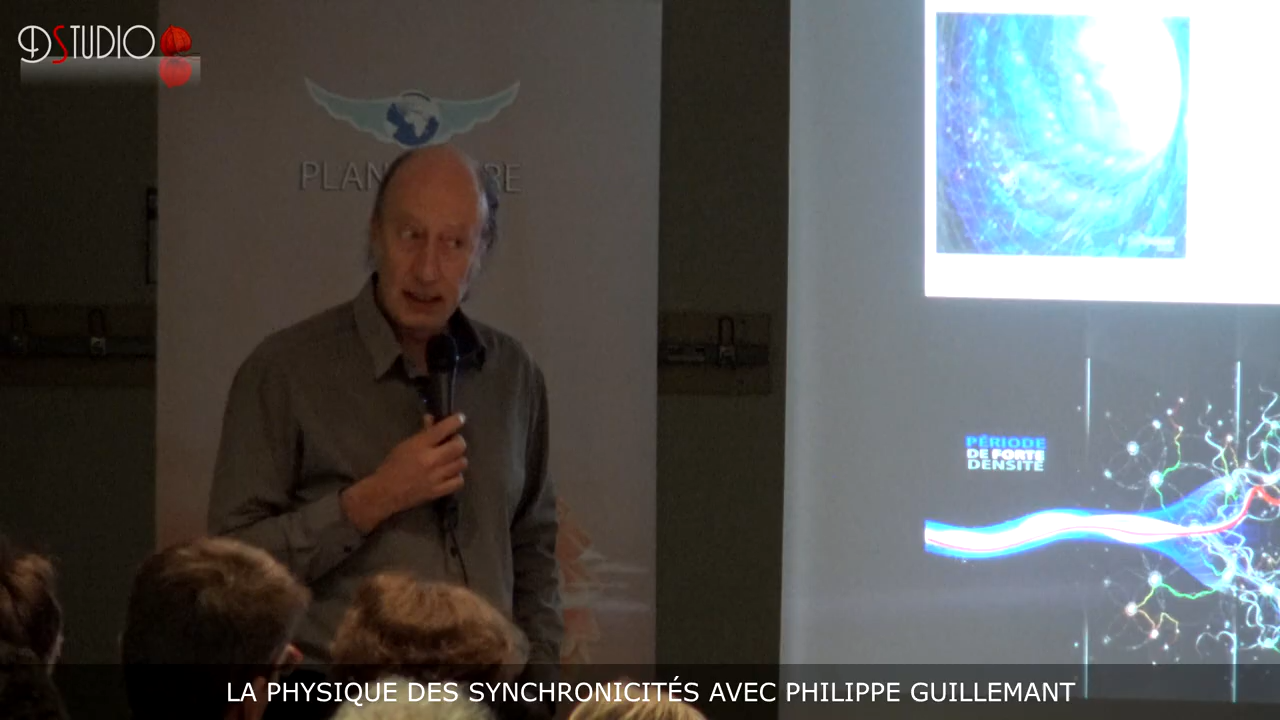 DSTUDIO
PÉRIODE
DE FORTE
DENSITÉ
LA PHYSIQUE DES SYNCHRONICITÉS AVEC PHILIPPE GUILLEMANT